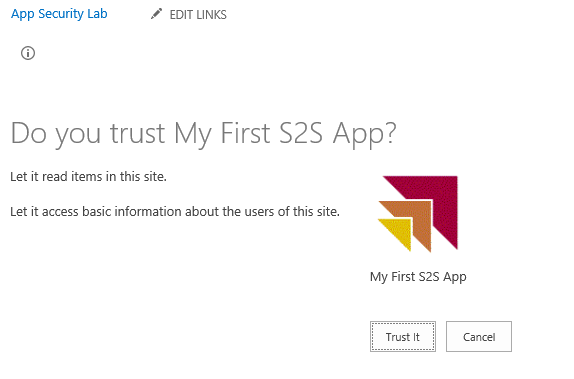 App Security Lab
EDIT LINKS
Do you trust My First S2S App?
Let it read items in this site.
Let it access basic information about the users of this site.
My First S2S App
Trust It
Cancel